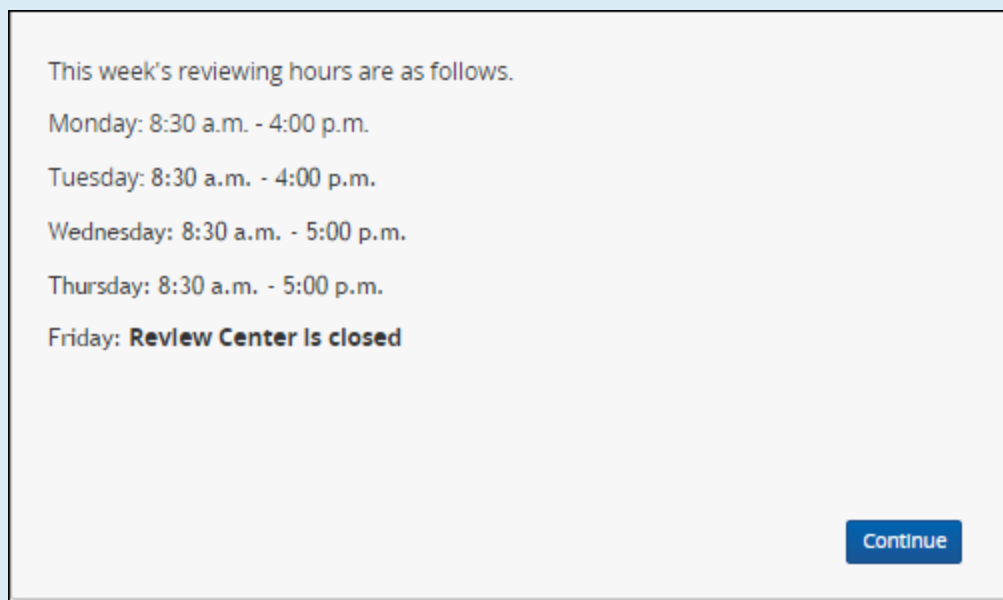 This week's reviewing hours are as follows.
Monday: 8:30 a.m. - 4:00 p.m.
Tuesday: 8:30 a.m. - 4:00 p.m.
Wednesday: 8:30 a.m. - 5:00 p.m.
Thursday: 8:30 a.m. - 5:00 p.m.
Friday: Review Center is closed
Continue